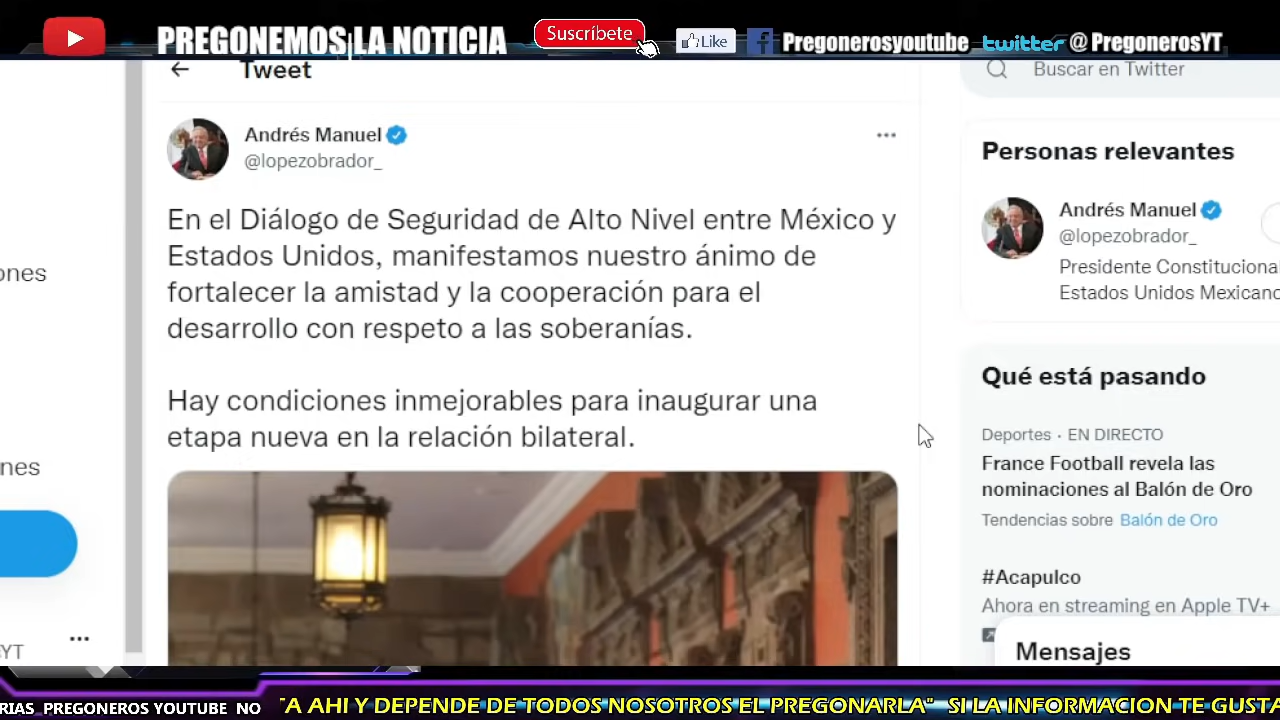 PREGONEMOS LA NOTICIA Suscríbete Like Pregonerosyoutube twitter @PregonerosYT
Tweet
Buscar en Twitter
Andrés Manuel
@lopezobrador_
En el Diálogo de Seguridad de Alto Nivel entre México y
Estados Unidos, manifestamos nuestro ánimo de
fortalecer la amistad y la cooperación para el
desarrollo con respeto a las soberanías.
Hay condiciones inmejorables para inaugurar una
etapa nueva en la relación bilateral.
ones
nes
YT
Personas relevantes
Andrés Manuel
@lopezobrador_
Presidente Constitucional
Estados Unidos Mexicano
Qué está pasando
Deportes · EN DIRECTO
France Football revela las
nominaciones al Balón de Oro
Tendencias sobre Balón de Oro
#Acapulco
Ahora en streaming en Apple TV+
Mensajes
RIAS_PREGONEROS YOUTUBE NO "A AHI Y DEPENDE DE TODOS NOSOTROS EL PREGONARLA" SI LA INFORMACION TE GUSTA